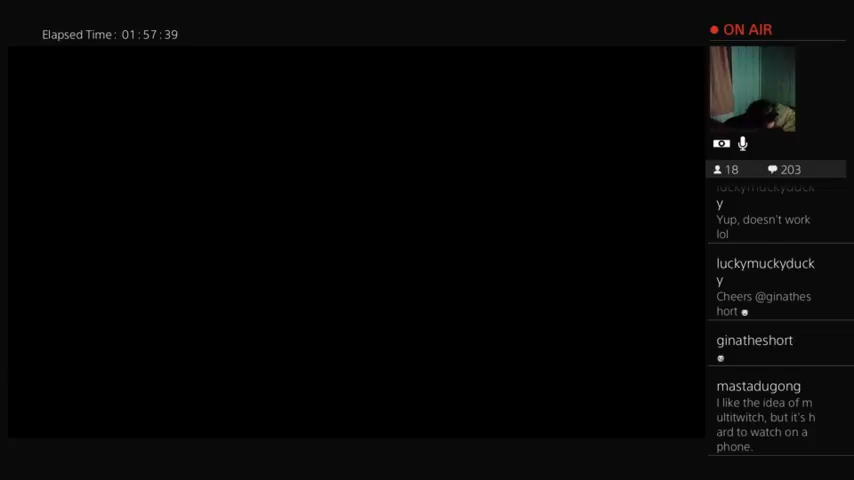 Elapsed Time: 01:57:39
ON AIR
18 203
luckymuckyduck
y
Yup, doesn't work
lol
luckymuckyduck
y
Cheers @ginathes
hort
ginatheshort
mastadugong
I like the idea of m
ultitwitch, but it's h
ard to watch on a
phone.